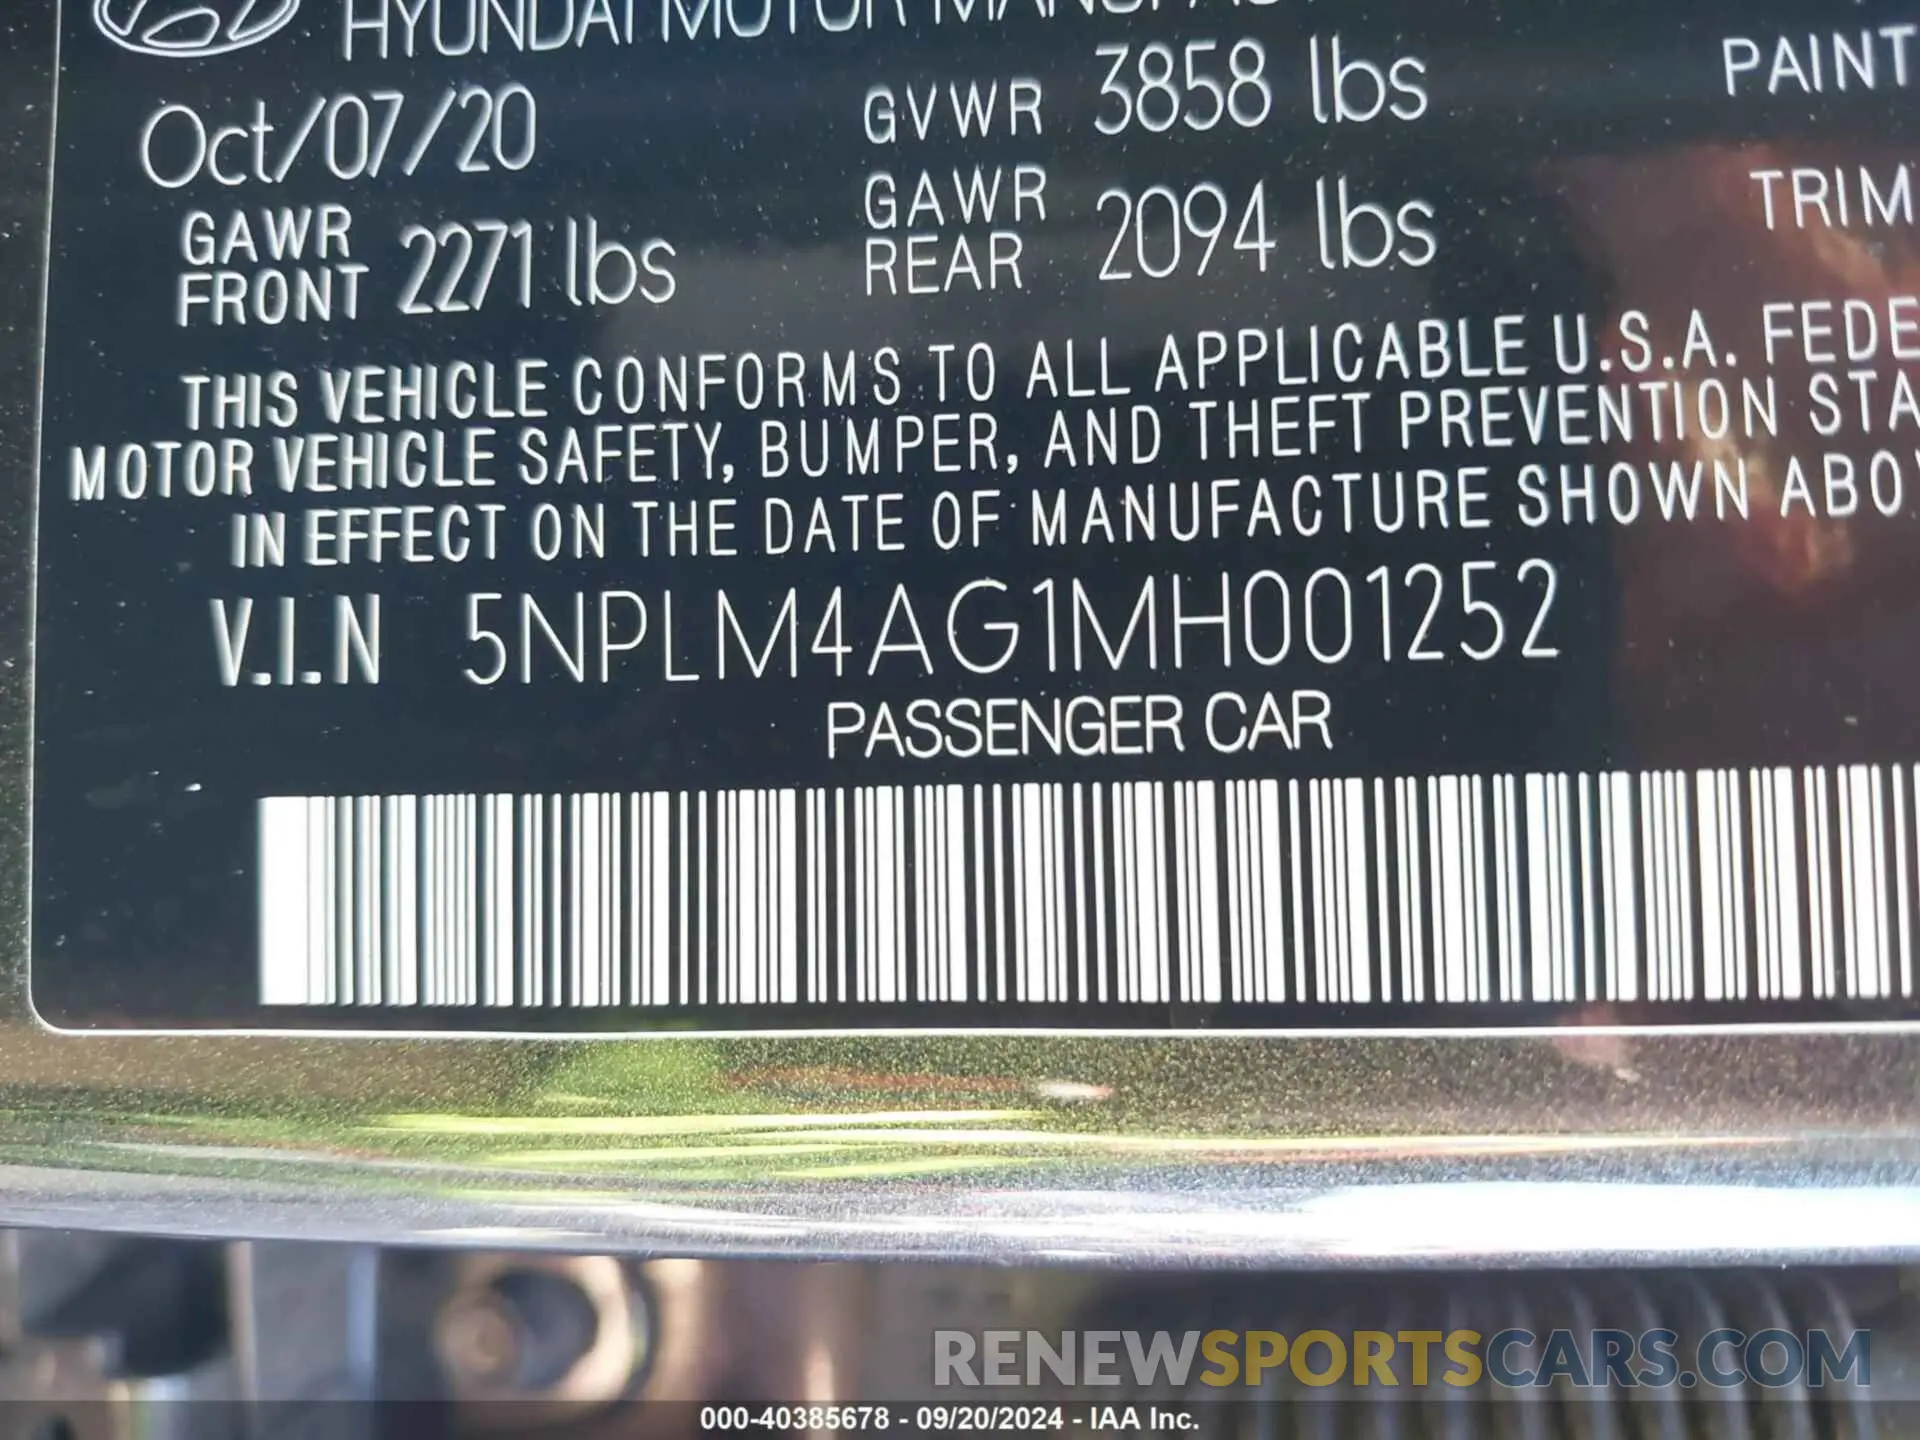 HYUNDAI MOTOR
Oct/07/20 GVWR 3858 lbs PAINT
GAWR FRONT 2271 lbs GAWR REAR 2094 lbs TRIM
THIS VEHICLE CONFORMS TO ALL APPLICABLE U.S.A. FEDE
MOTOR VEHICLE SAFETY, BUMPER, AND THEFT PREVENTION STA
IN EFFECT ON THE DATE OF MANUFACTURE SHOWN ABO
V.I.N 5NPLM4AG1MH001252
PASSENGER CAR
RENEWSPORTSCARS.COM
000-40385678 - 09/20/2024 - IAA Inc.